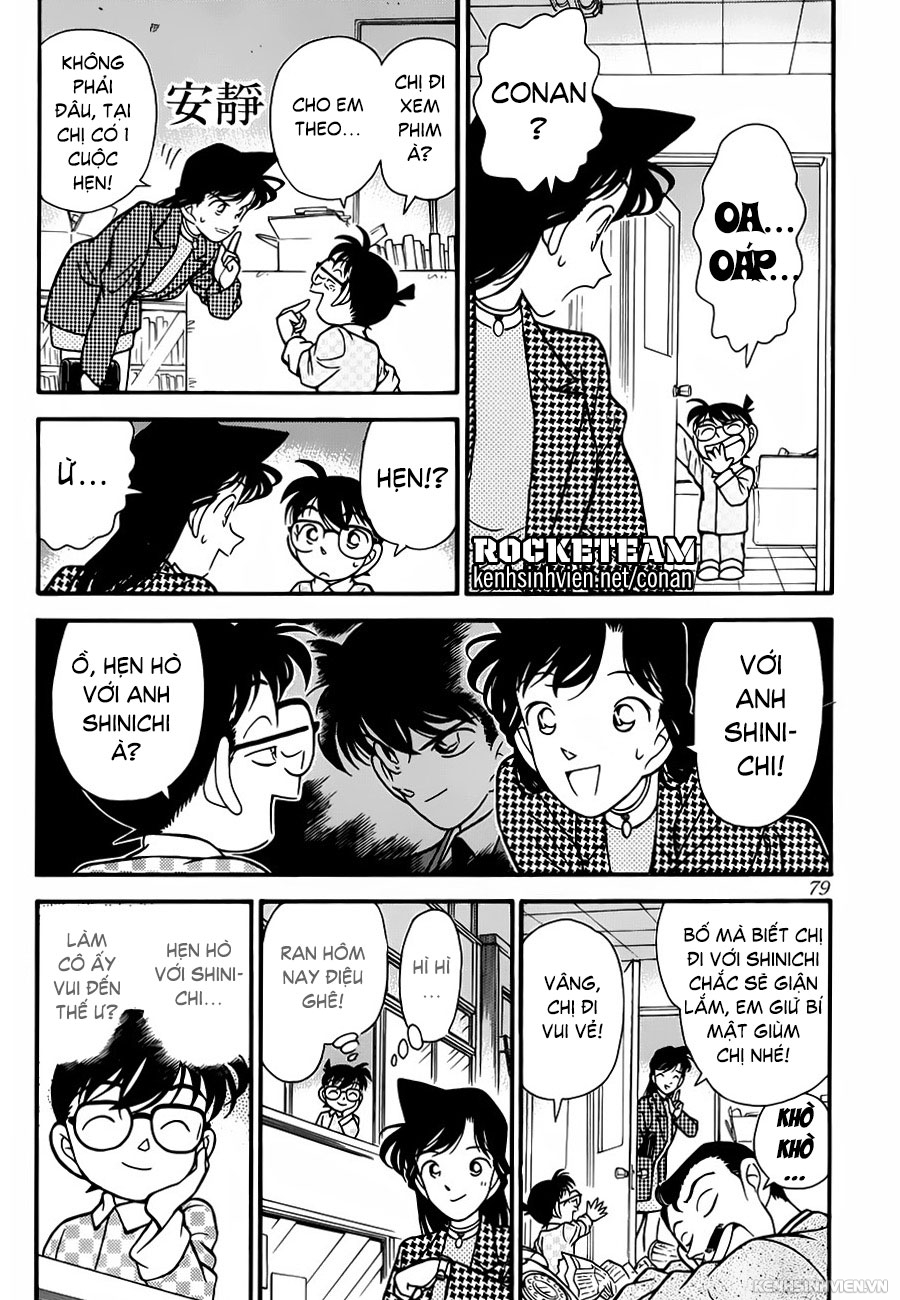 CONAN
?
OA...
OÁP...
ROCKETEAM
kenhsinhvien.net/conan
CHỊ ĐI
XEM
PHIM
À?
CHO EM
THEO...
安靜
KHÔNG
PHẢI
ĐÂU, TẠI
CHỊ CÓ 1
CUỘC
HẸN!
HẸN!?
Ừ...
VỚI
ANH
SHINI-
CHI!
Ồ, HẸN HÒ
VỚI ANH
SHINICHI
À?
79
BỐ MÀ BIẾT CHỊ
ĐI VỚI SHINICHI
CHẮC SẼ GIẬN
LẮM, EM GIỮ BÍ
MẬT GIÙM
CHỊ NHÉ!
KHÒ
KHÒ
...
VÂNG,
CHỊ ĐI
VUI VẺ!
HÌ HÌ
...
RAN HÔM
NAY ĐIỆU
GHÊ!
HẸN HÒ
VỚI SHINI-
CHI...
LÀM
CÔ ẤY
VUI ĐẾN
THẾ Ư?
KENHSINHVIEN.VN